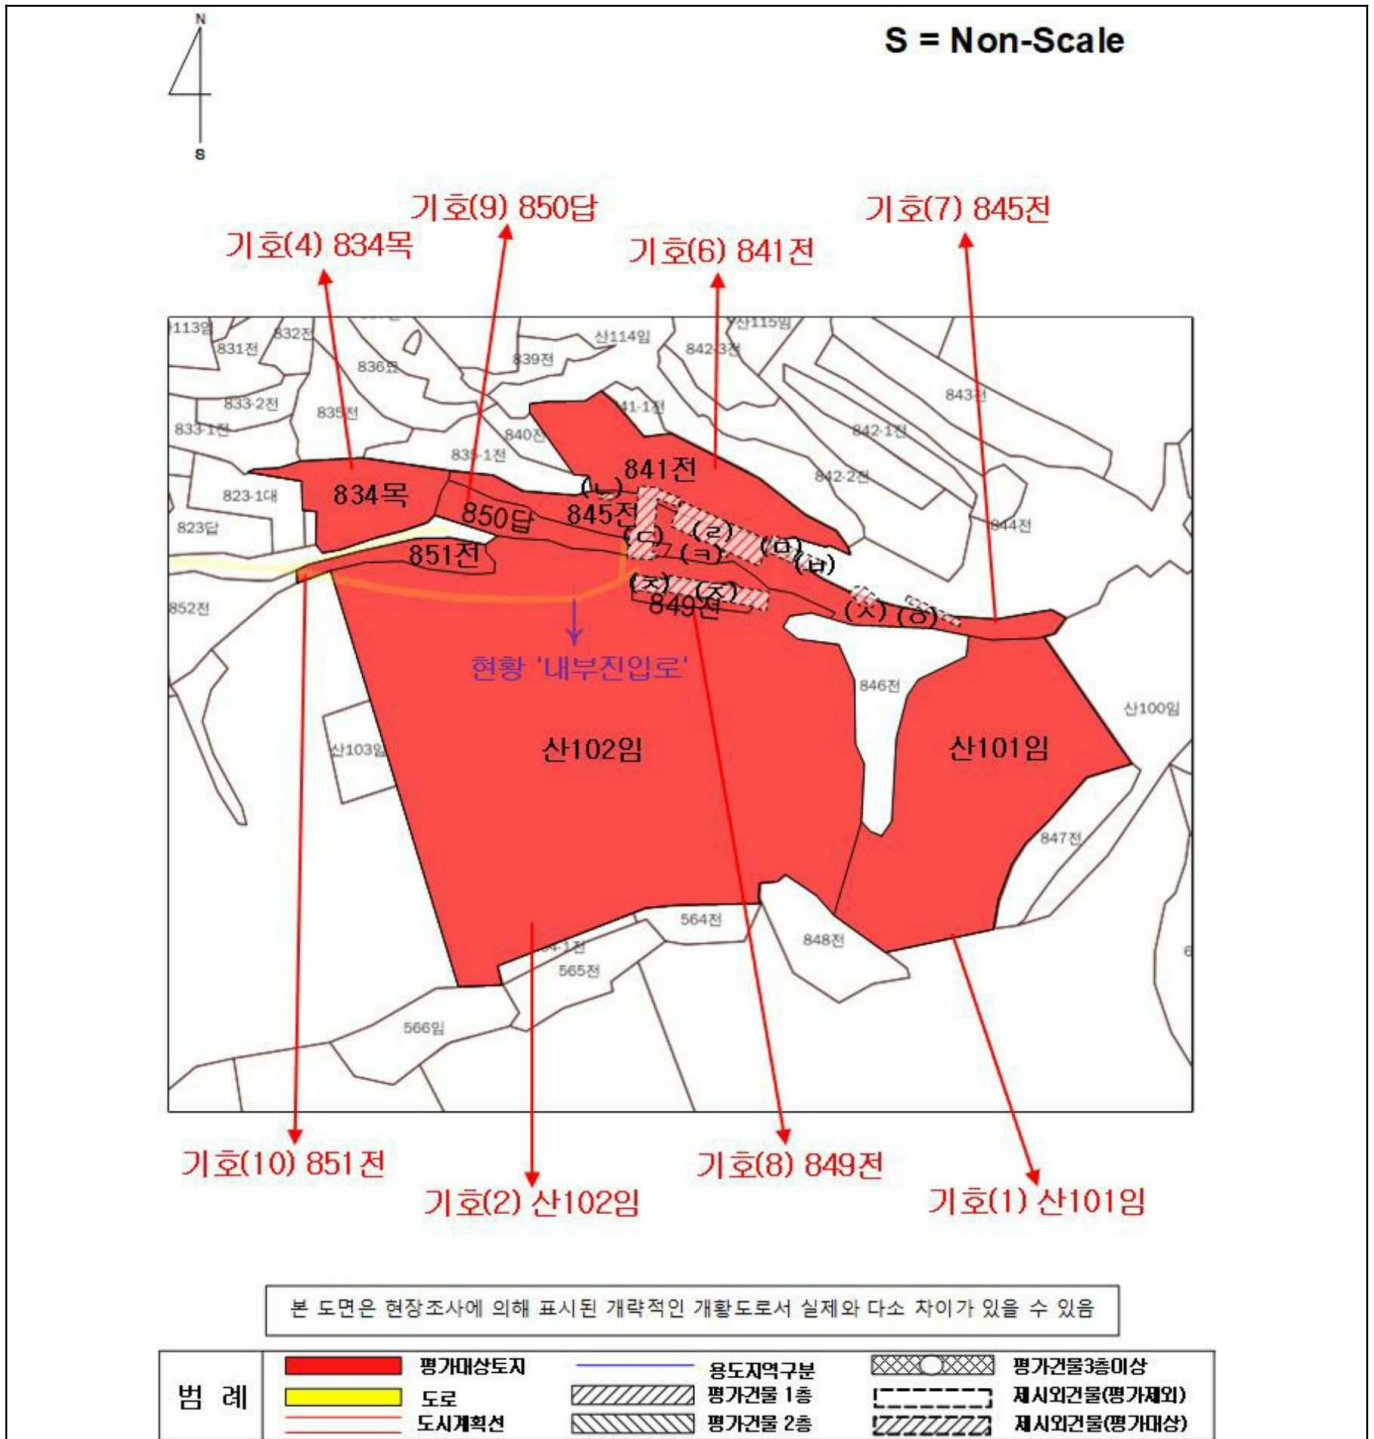 N
S = Non-Scale
S
기호(9) 850답
기호(7) 845전
기호(4) 834목
기호(6) 841전
832전
산114임
산115임
831전
842-3전
839전
836묘
843전
833-2전
835전
842-1전
833-1전
840전
835-1전
841전
842-2전
834목
823-1대
(ㄴ)
850답
845전
823답
844전
(ㄹ)
(ㄷ)
(ㅁ)
851전
(ㅋ)
(ㅂ)
(ㅈ)
852전
849전
(ㅅ)
(ㅇ)
현황 '내부진입로'
846전
산100임
산103임
산102임
산101임
847전
564전
848전
565전
566임
기호(10) 851전
기호(8) 849전
기호(2) 산102임
기호(1) 산101임
본 도면은 현장조사에 의해 표시된 개략적인 개황도로서 실제와 다소 차이가 있을 수 있음
범 례
평가대상토지
용도지역구분
평가건물3층이상
도로
평가건물 1층
제시외건물(평가제외)
도시계획선
평가건물 2층
제시외건물(평가대상)